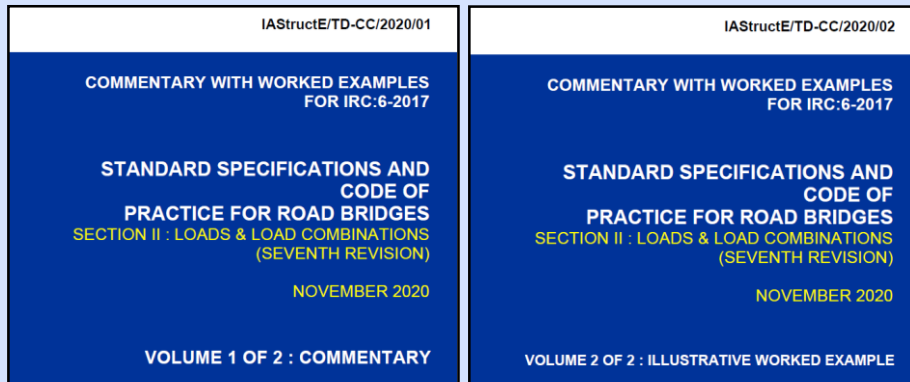 IAStructE/TD-CC/2020/01
COMMENTARY WITH WORKED EXAMPLES
FOR IRC:6-2017
STANDARD SPECIFICATIONS AND
CODE OF
PRACTICE FOR ROAD BRIDGES
SECTION II : LOADS & LOAD COMBINATIONS
(SEVENTH REVISION)
NOVEMBER 2020
VOLUME 1 OF 2 : COMMENTARY
IAStructE/TD-CC/2020/02
COMMENTARY WITH WORKED EXAMPLES
FOR IRC:6-2017
STANDARD SPECIFICATIONS AND
CODE OF
PRACTICE FOR ROAD BRIDGES
SECTION II : LOADS & LOAD COMBINATIONS
(SEVENTH REVISION)
NOVEMBER 2020
VOLUME 2 OF 2 : ILLUSTRATIVE WORKED EXAMPLE